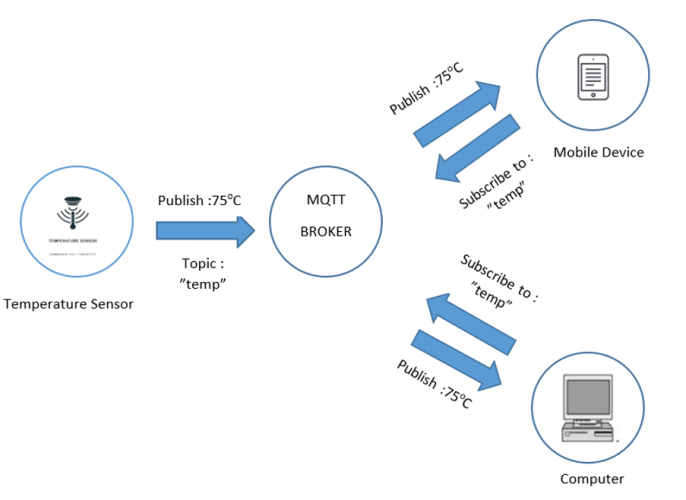 Publish :75°C
Subscribe to :
"temp"
Mobile Device
Publish :75°C
Topic :
"temp"
MQTT
BROKER
TEMPERATURE SENSOR
Temperature Sensor
Subscribe to :
"temp"
Publish :75°C
Computer